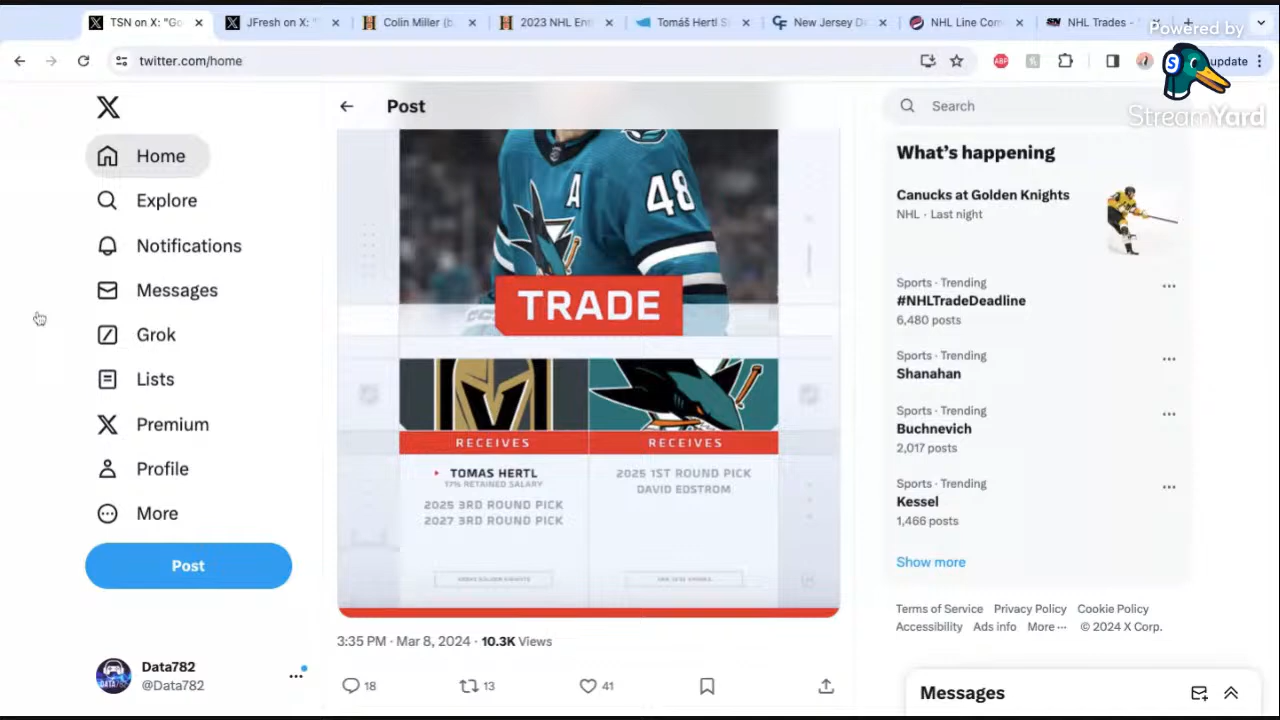 TSN on X: "Go
JFresh on X: "
Colin Miller (b
2023 NHL Ent
Tomáš Hertl S
New Jersey De
NHL Line Com
NHL Trades -
Powered by
twitter.com/home
update
StreamYard
Post
Search
Home
Explore
Notifications
Messages
Grok
Lists
Premium
Profile
More
Post
Data782
@Data782
A 48
TRADE
RECEIVES
RECEIVES
TOMAS HERTL
17% RETAINED SALARY
2025 3RD ROUND PICK
2027 3RD ROUND PICK
2025 1ST ROUND PICK
DAVID EDSTROM
3:35 PM · Mar 8, 2024 · 10.3K Views
18
13
41
What's happening
Canucks at Golden Knights
NHL · Last night
Sports · Trending
#NHLTradeDeadline
6,480 posts
Sports · Trending
Shanahan
Sports · Trending
Buchnevich
2,017 posts
Sports · Trending
Kessel
1,466 posts
Show more
Terms of Service Privacy Policy Cookie Policy
Accessibility Ads info More ··· © 2024 X Corp.
Messages